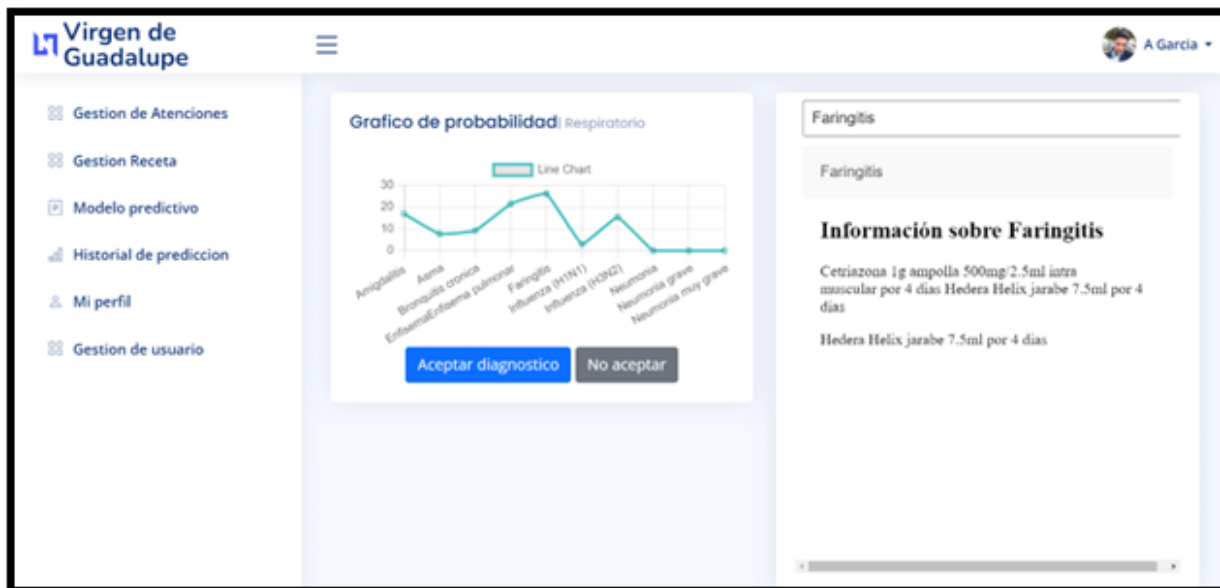 Virgen de
Guadalupe
A Garcia
Gestion de Atenciones
Gestion Receta
Modelo predictivo
Historial de prediccion
Mi perfil
Gestion de usuario
Grafico de probabilidad| Respiratorio
Line Chart
30
20
10
0
Amigdalitis
Asma
Bronquitis cronica
EnfisemaEnfisema pulmonar
Faringitis
Influenza (H1N1)
Influenza (H3N2)
Neumonia
Neumonia grave
Neumonia muy grave
Aceptar diagnostico
No aceptar
Faringitis
Faringitis
Información sobre Faringitis
Cetriazona 1g ampolla 500mg/2.5ml intra
muscular por 4 dias Hedera Helix jarabe 7.5ml por 4
dias
Hedera Helix jarabe 7.5ml por 4 dias